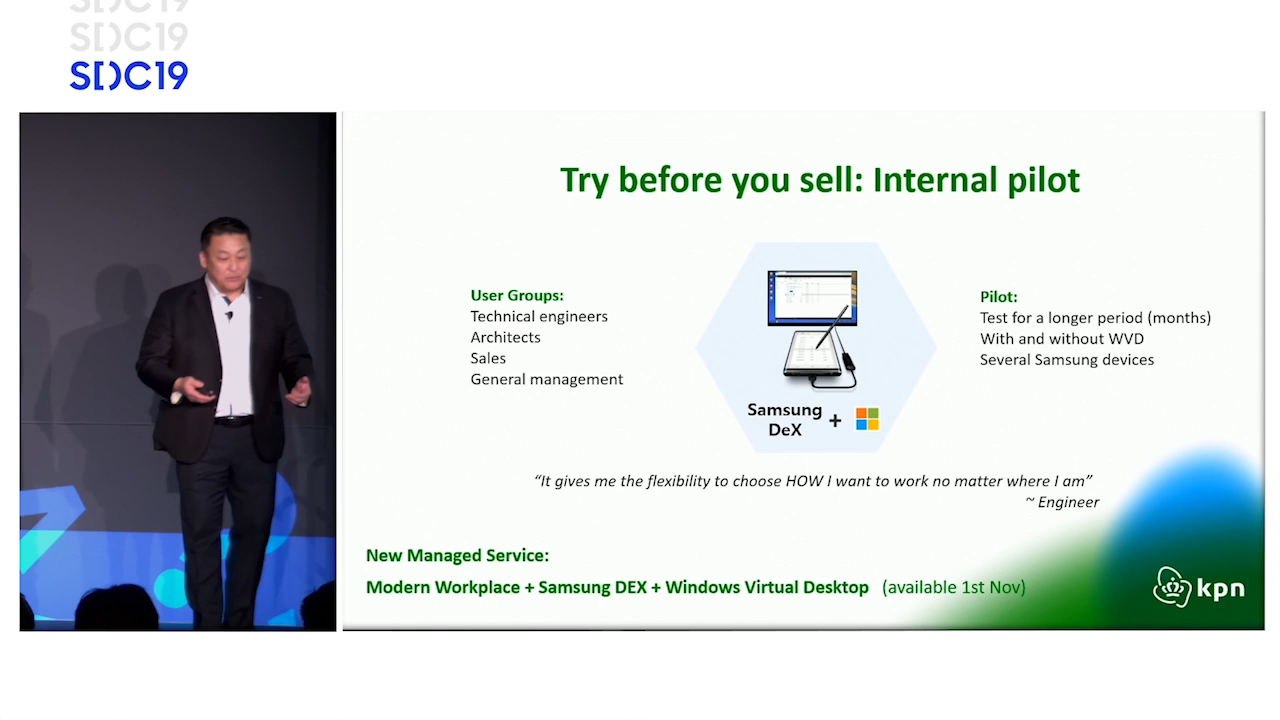 SDC19
SDC19
SDC19
Try before you sell: Internal pilot
User Groups:
Technical engineers
Architects
Sales
General management
Samsung
DeX +
Pilot:
Test for a longer period (months)
With and without WVD
Several Samsung devices
“It gives me the flexibility to choose HOW I want to work no matter where I am”
~ Engineer
New Managed Service:
Modern Workplace + Samsung DEX + Windows Virtual Desktop (available 1st Nov)
kpn